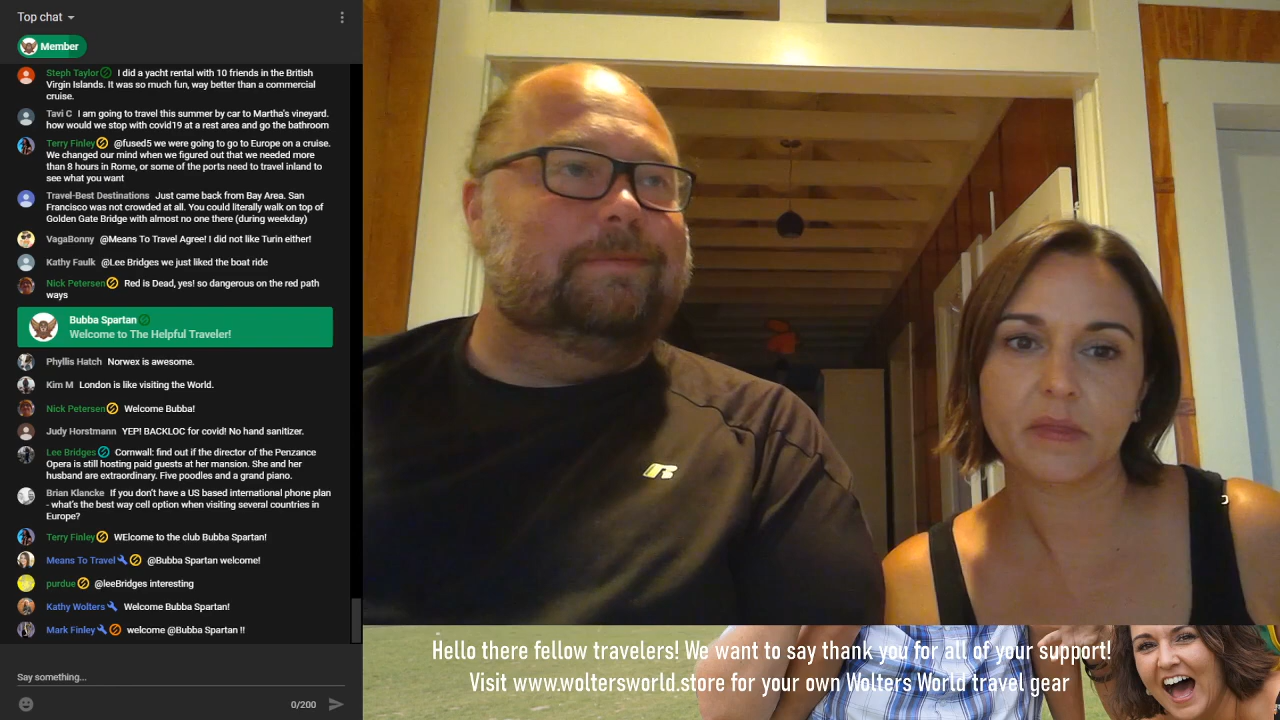 Top chat
Member
Steph Taylor I did a yacht rental with 10 friends in the British
Virgin Islands. It was so much fun, way better than a commercial
cruise.
Tavi C I am going to travel this summer by car to Martha's vineyard.
how would we stop with covid19 at a rest area and go the bathroom
Terry Finley @fused5 we were going to go to Europe on a cruise.
We changed our mind when we figured out that we needed more
than 8 hours in Rome, or some of the ports need to travel inland to
see what you want
Travel-Best Destinations Just came back from Bay Area. San
Francisco was not crowded at all. You could literally walk on top of
Golden Gate Bridge with almost no one there (during weekday)
VagaBonny @Means To Travel Agree! I did not like Turin either!
Kathy Faulk @Lee Bridges we just liked the boat ride
Nick Petersen Red is Dead, yes! so dangerous on the red path
ways
Bubba Spartan
Welcome to The Helpful Traveler!
Phyllis Hatch Norwex is awesome.
Kim M London is like visiting the World.
Nick Petersen Welcome Bubba!
Judy Horstmann YEP! BACKLOC for covid! No hand sanitizer.
Lee Bridges Cornwall: find out if the director of the Penzance
Opera is still hosting paid guests at her mansion. She and her
husband are extraordinary. Five poodles and a grand piano.
Brian Klancke If you don't have a US based international phone plan
- what's the best way cell option when visiting several countries in
Europe?
Terry Finley WElcome to the club Bubba Spartan!
Means To Travel @Bubba Spartan welcome!
purdue @leeBridges interesting
Kathy Wolters Welcome Bubba Spartan!
Mark Finley welcome @Bubba Spartan !!
Say something...
0/200
Hello there fellow travelers! We want to say thank you for all of your support!
Visit www.woltersworld.store for your own Wolters World travel gear